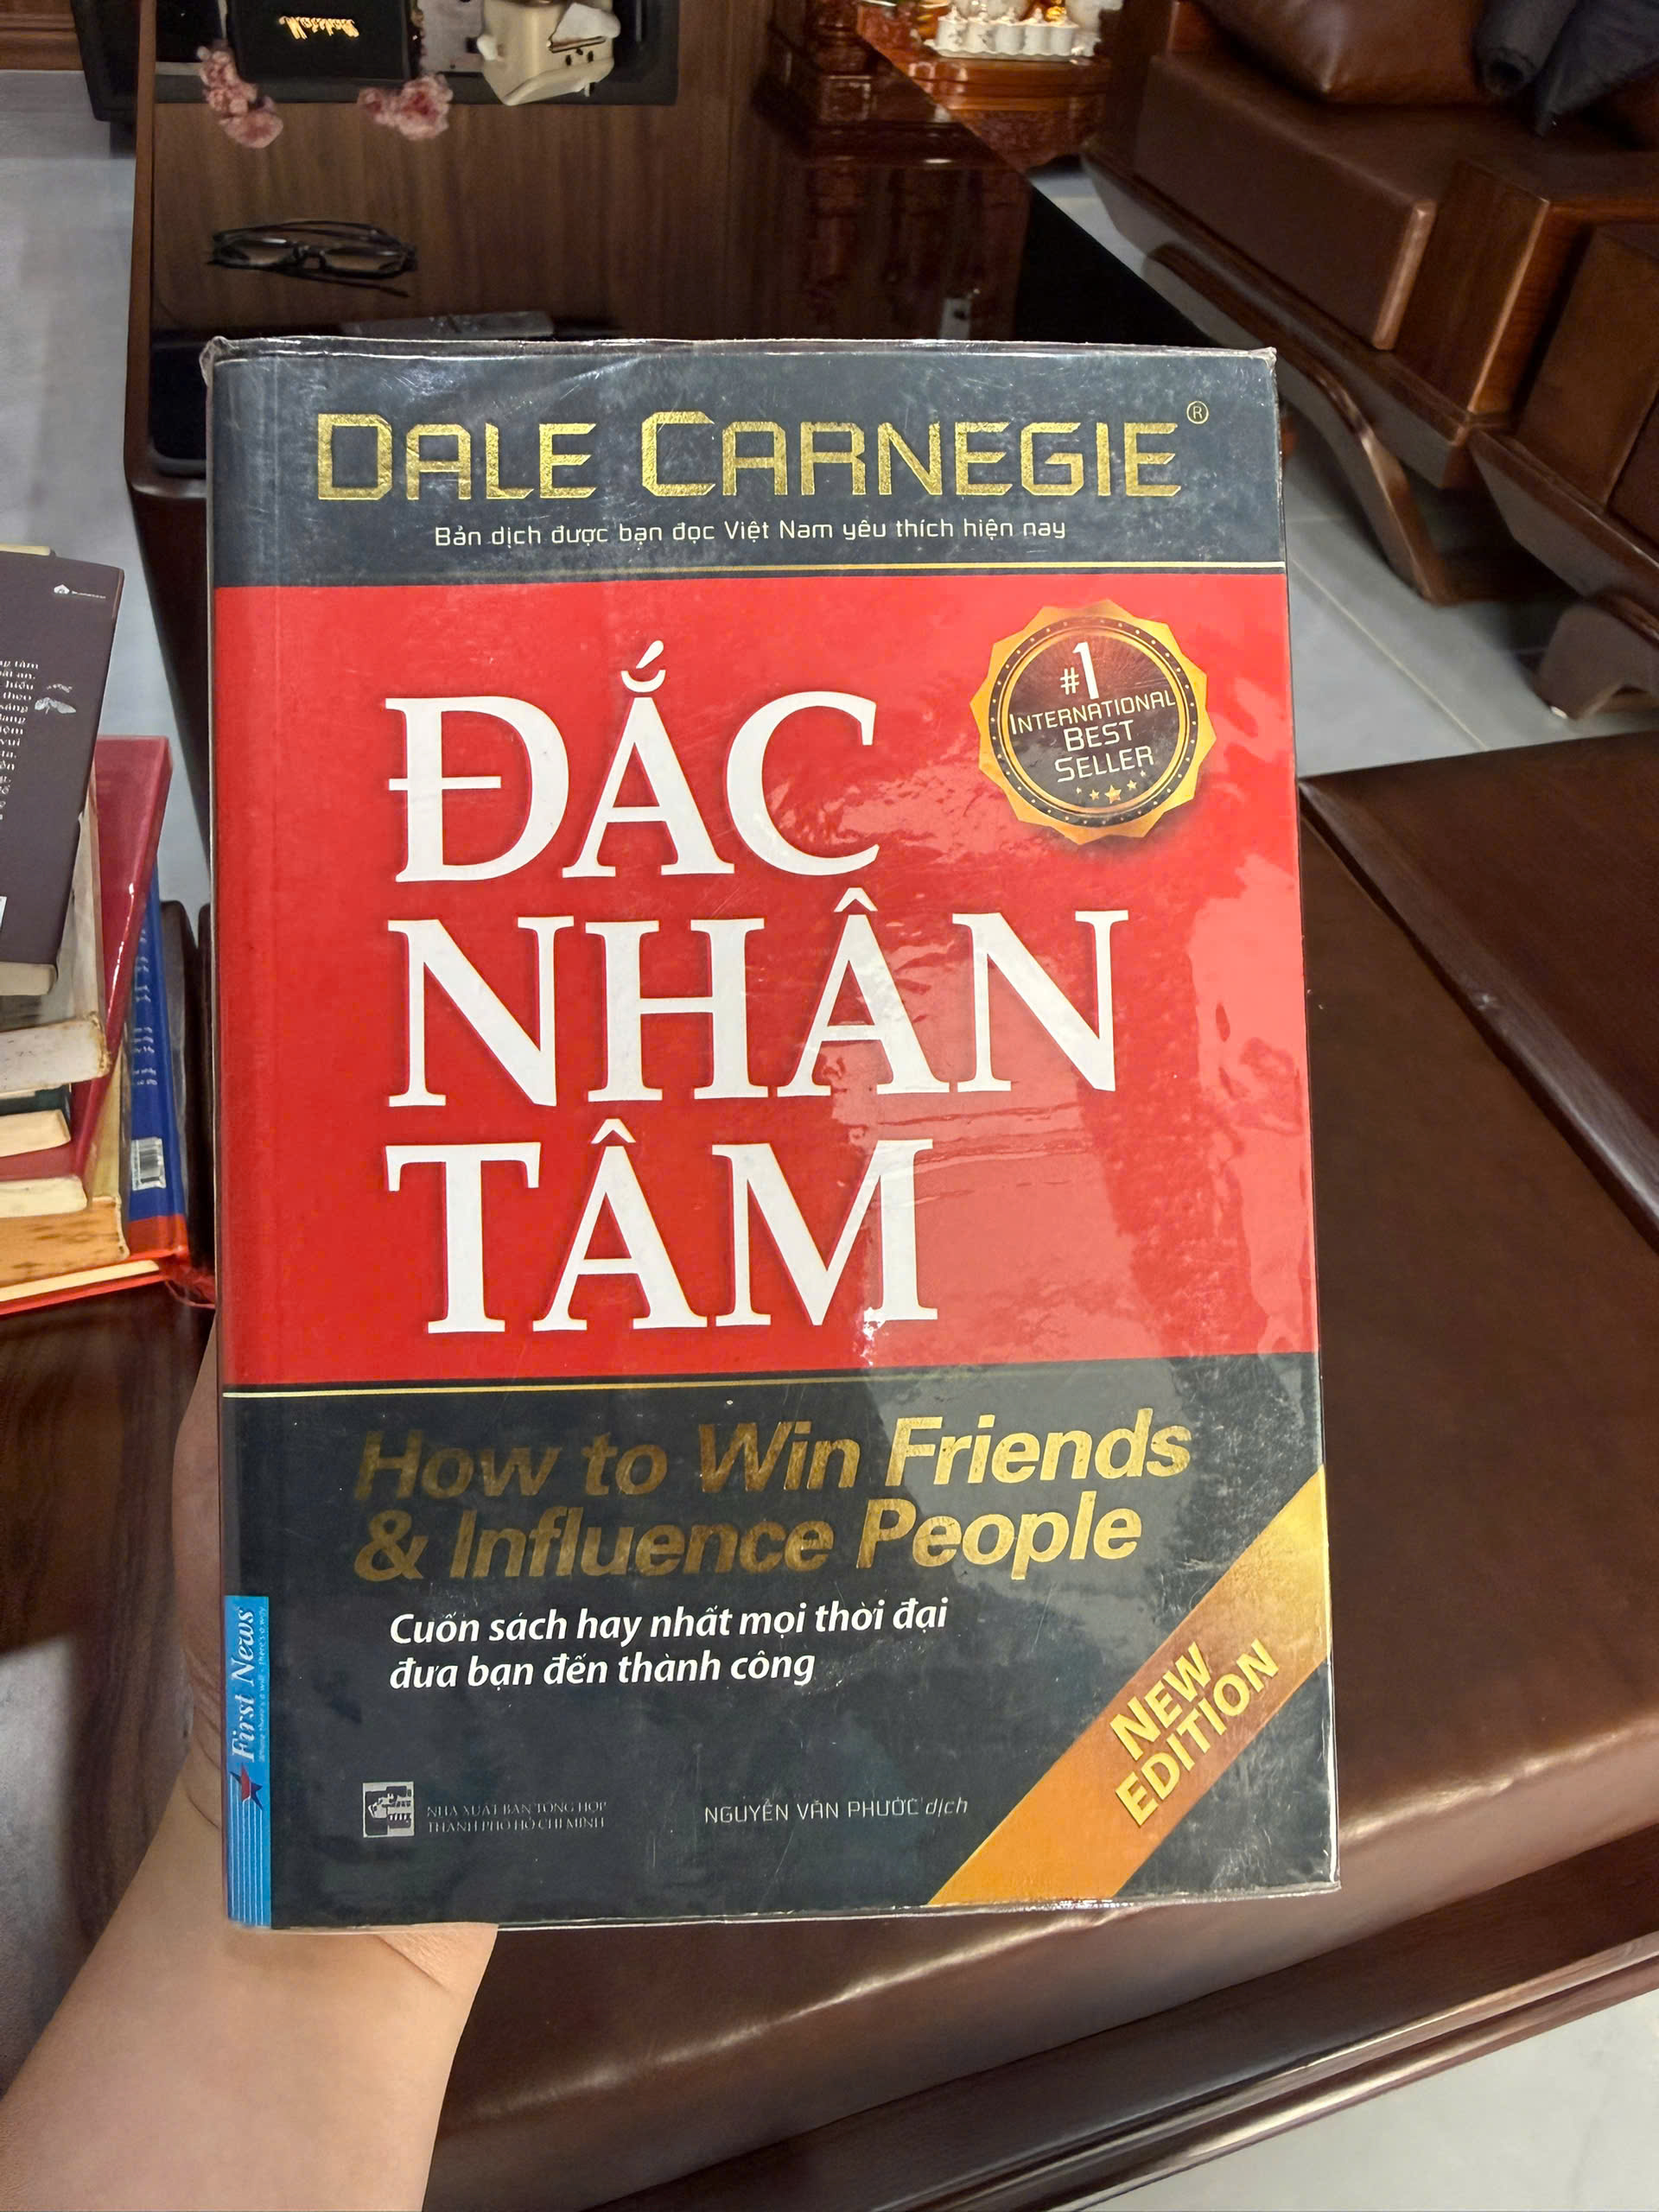 DALE CARNEGIE®
Bản dịch được bạn đọc Việt Nam yêu thích hiện nay
#1
INTERNATIONAL
BEST
SELLER
ĐẮC
NHÂN
TÂM
How to Win Friends
& Influence People
Cuốn sách hay nhất mọi thời đại
đưa bạn đến thành công
NEW
EDITION
First News
NHÀ XUẤT BẢN TỔNG HỢP
THÀNH PHỐ HỒ CHÍ MINH
NGUYỄN VĂN PHƯỚC dịch